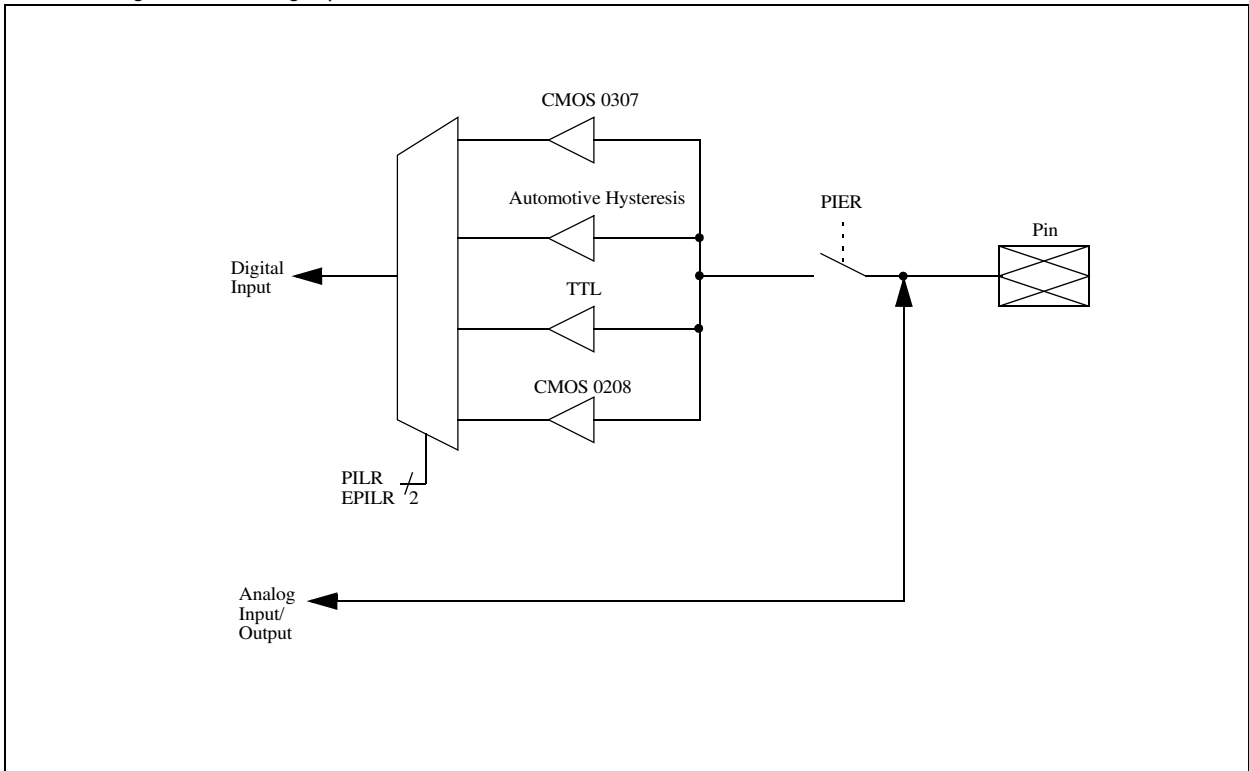 CMOS 0307
Automotive Hysteresis
PIER
Pin
Digital
Input
TTL
CMOS 0208
PILR
EPILR 2
Analog
Input/
Output